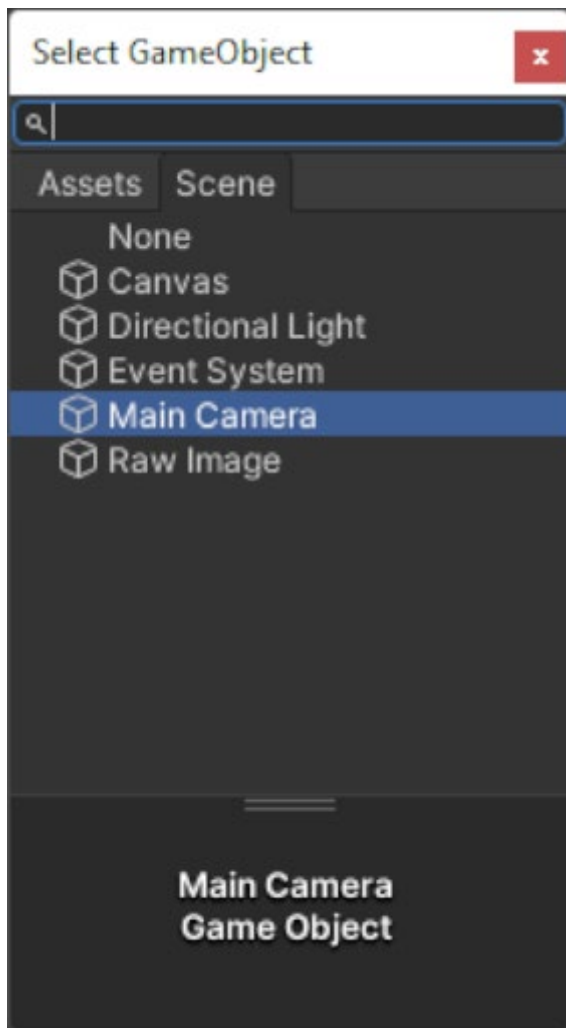 Select GameObject
x
Assets Scene
None
Canvas
Directional Light
Event System
Main Camera
Raw Image
Main Camera
Game Object